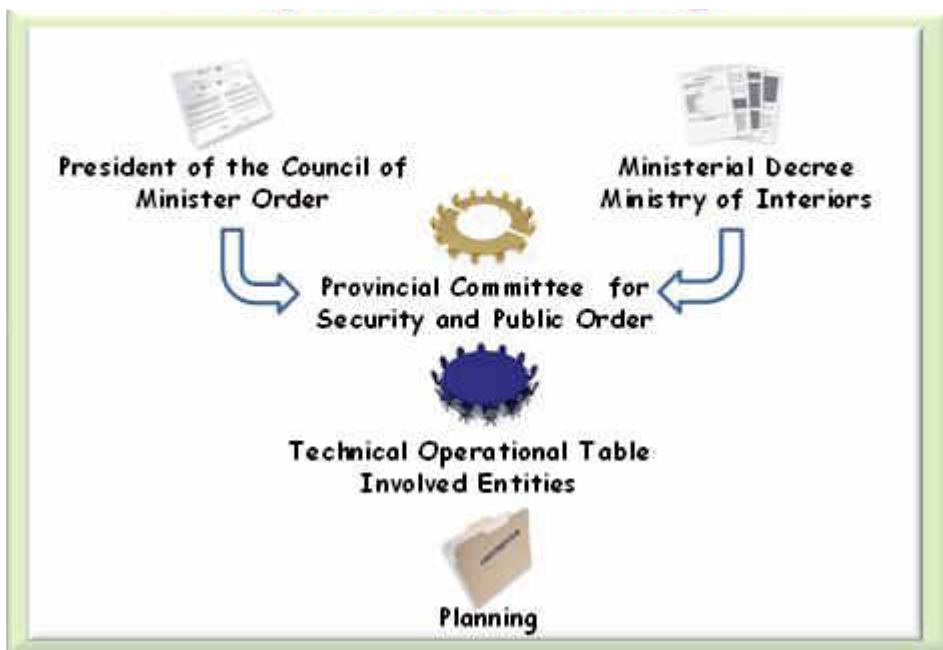 President of the Council of
Minister Order
Ministerial Decree
Ministry of Interiors
Provincial Committee for
Security and Public Order
Technical Operational Table
Involved Entities
Planning